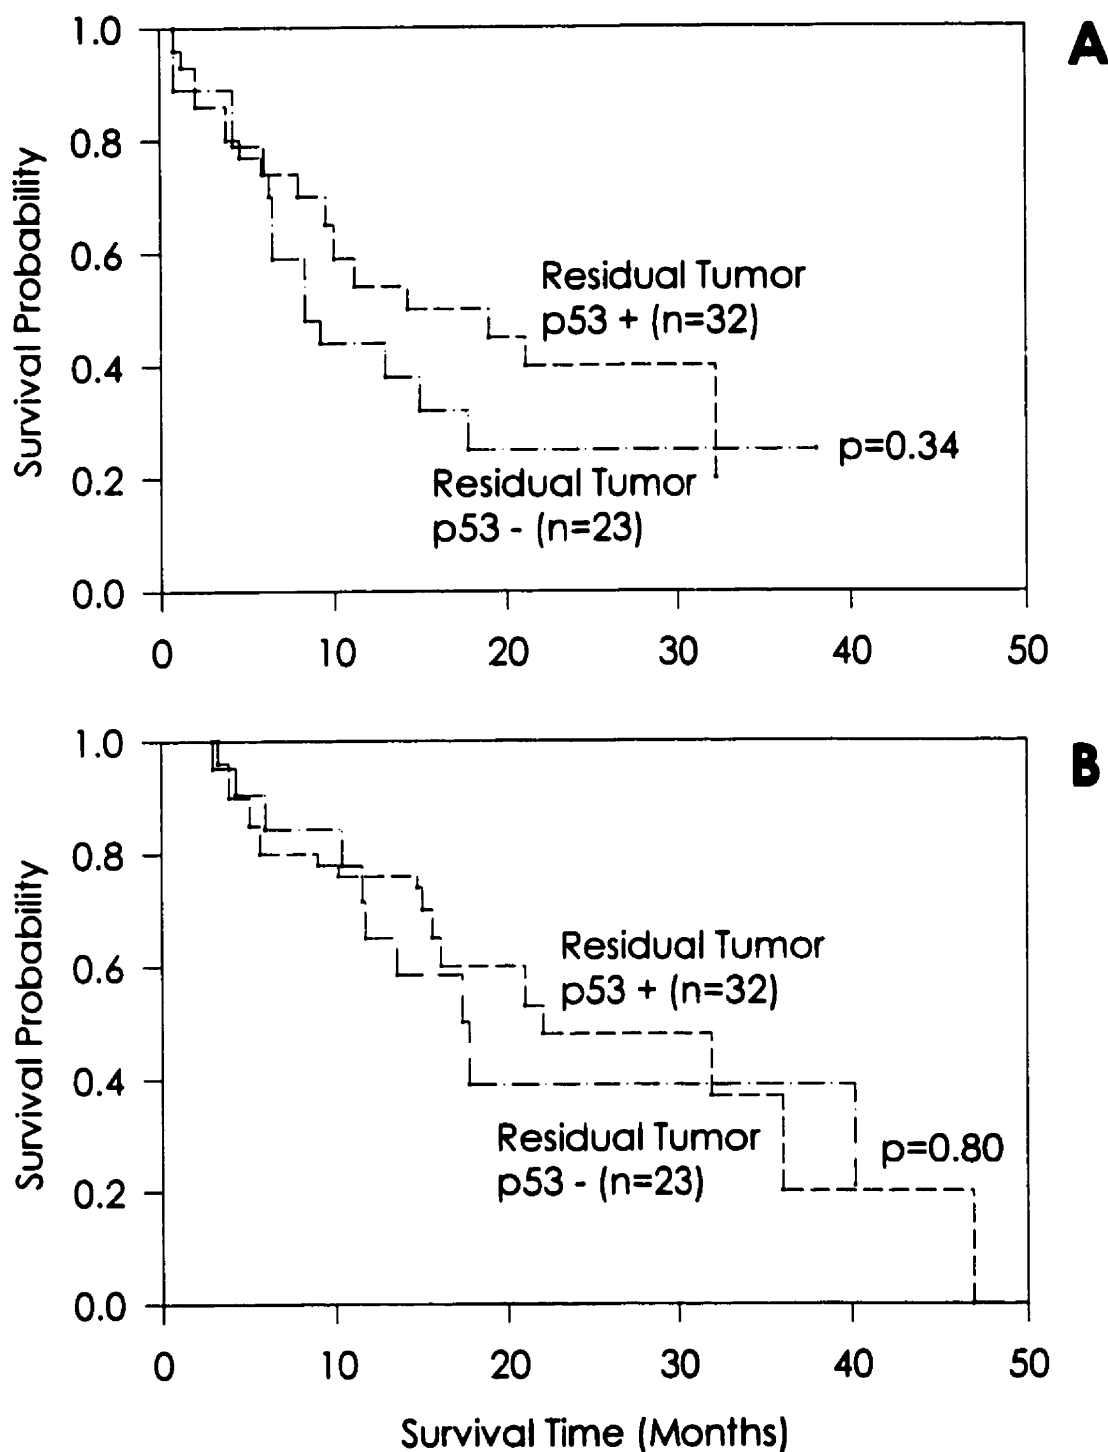 A
1.0
0.8
0.6
0.4
0.2
0.0
Survival Probability
Residual Tumor
p53 + (n=32)
p=0.34
Residual Tumor
p53 - (n=23)
0 10 20 30 40 50
B
1.0
0.8
0.6
0.4
0.2
0.0
Survival Probability
Residual Tumor
p53 + (n=32)
Residual Tumor
p53 - (n=23)
p=0.80
0 10 20 30 40 50
Survival Time (Months)